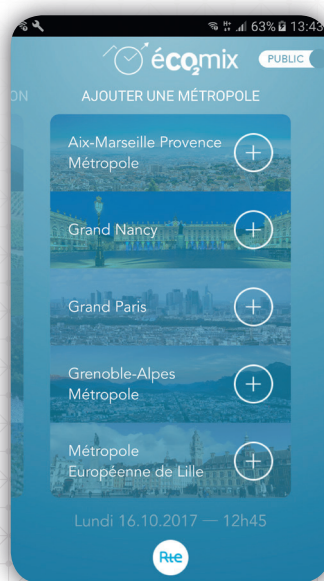 63% 13:43
éCO2mix PUBLIC
ON AJOUTER UNE MÉTROPOLE
Aix-Marseille Provence
Métropole
Grand Nancy
Grand Paris
Grenoble-Alpes
Métropole
Métropole
Européenne de Lille
Lundi 16.10.2017 — 12h45
Rte